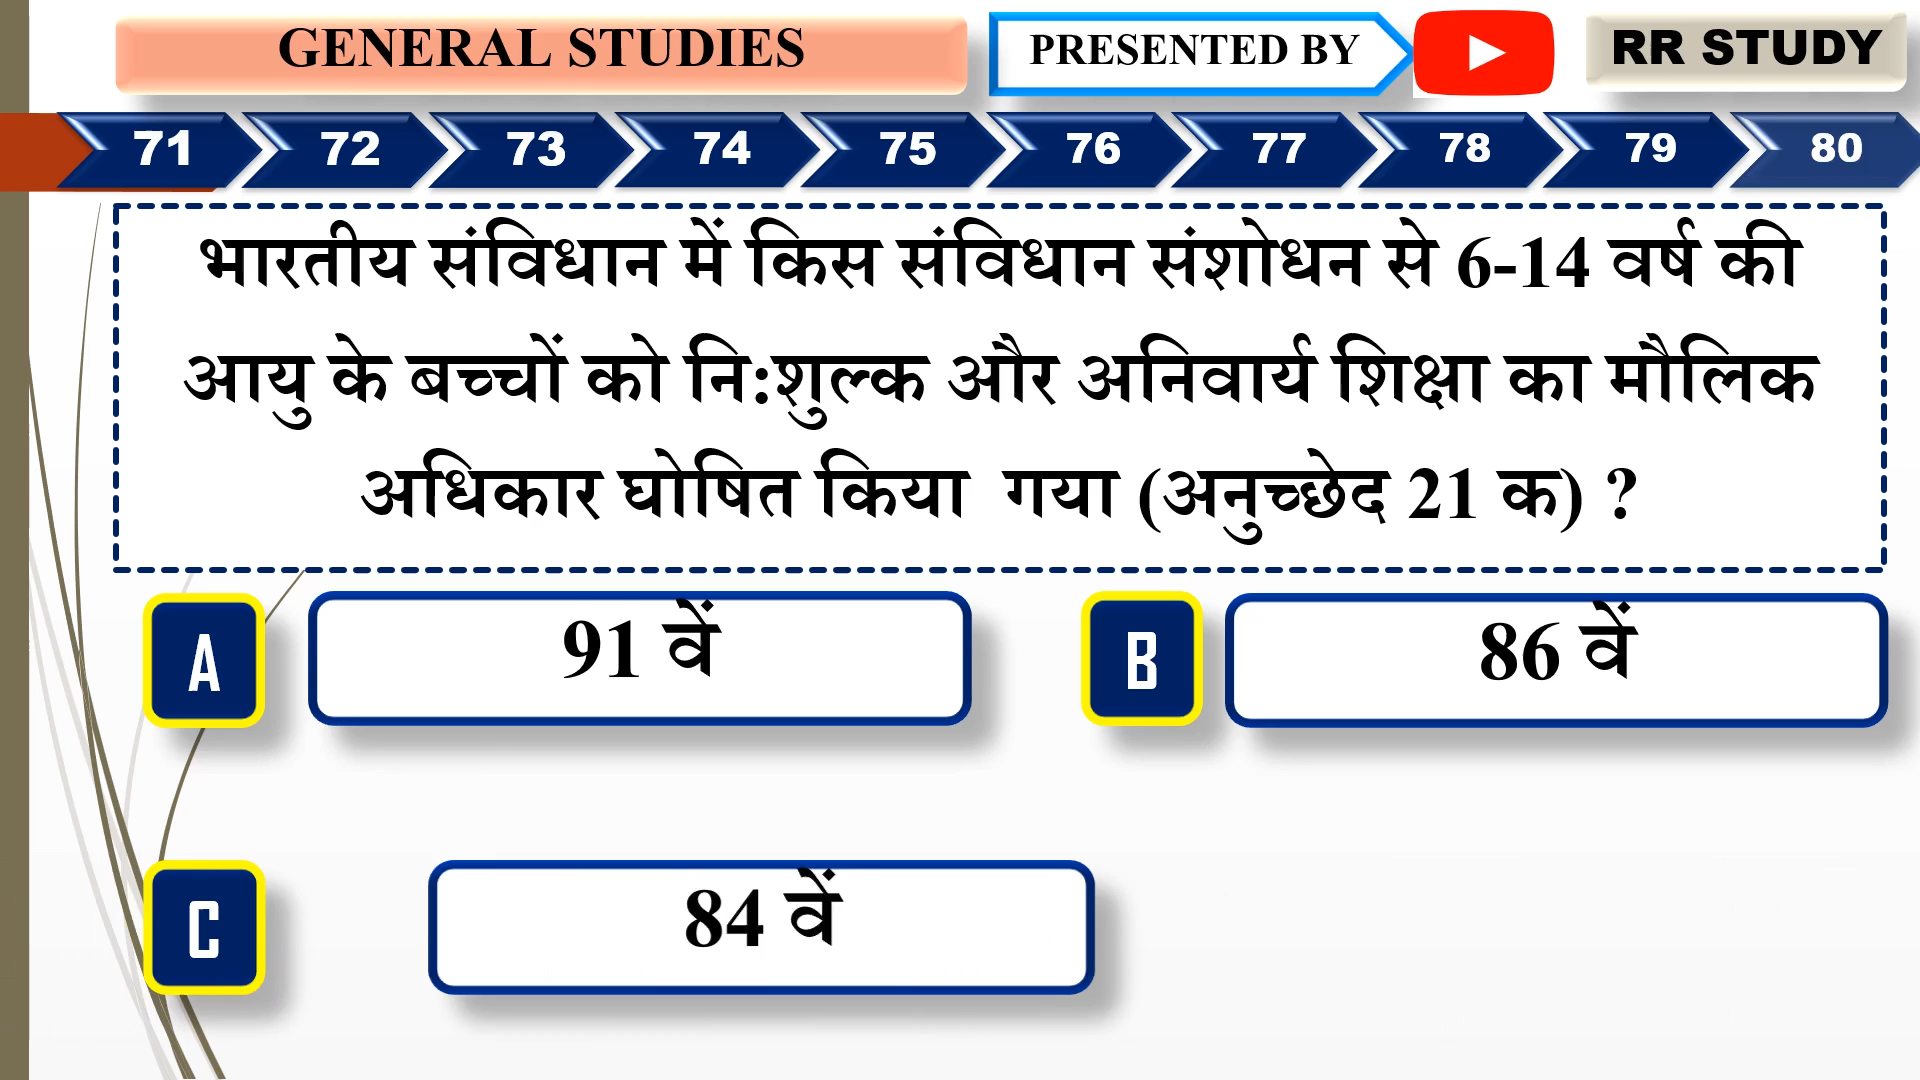 GENERAL STUDIES
PRESENTED BY
RR STUDY
71 72 73 74 75 76 77 78 79 80
भारतीय संविधान में किस संविधान संशोधन से 6-14 वर्ष की
आयु के बच्चों को नि:शुल्क और अनिवार्य शिक्षा का मौलिक
अधिकार घोषित किया गया (अनुच्छेद 21 क) ?
A 91 वें
B 86 वें
C 84 वें